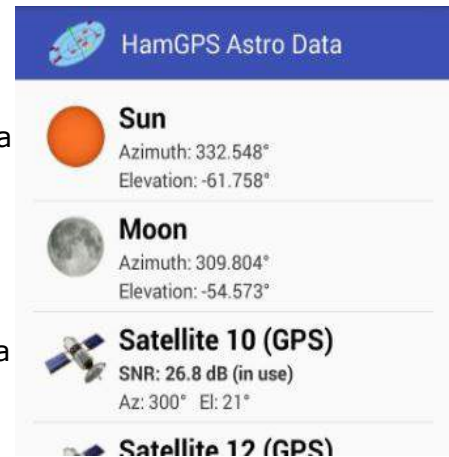 HamGPS Astro Data
Sun
a
Azimuth: 332.548°
Elevation: -61.758°
Moon
Azimuth: 309.804°
Elevation: -54.573°
a
Satellite 10 (GPS)
SNR: 26.8 dB (in use)
Az: 300° El: 21°
Satellite 12 (GPS)